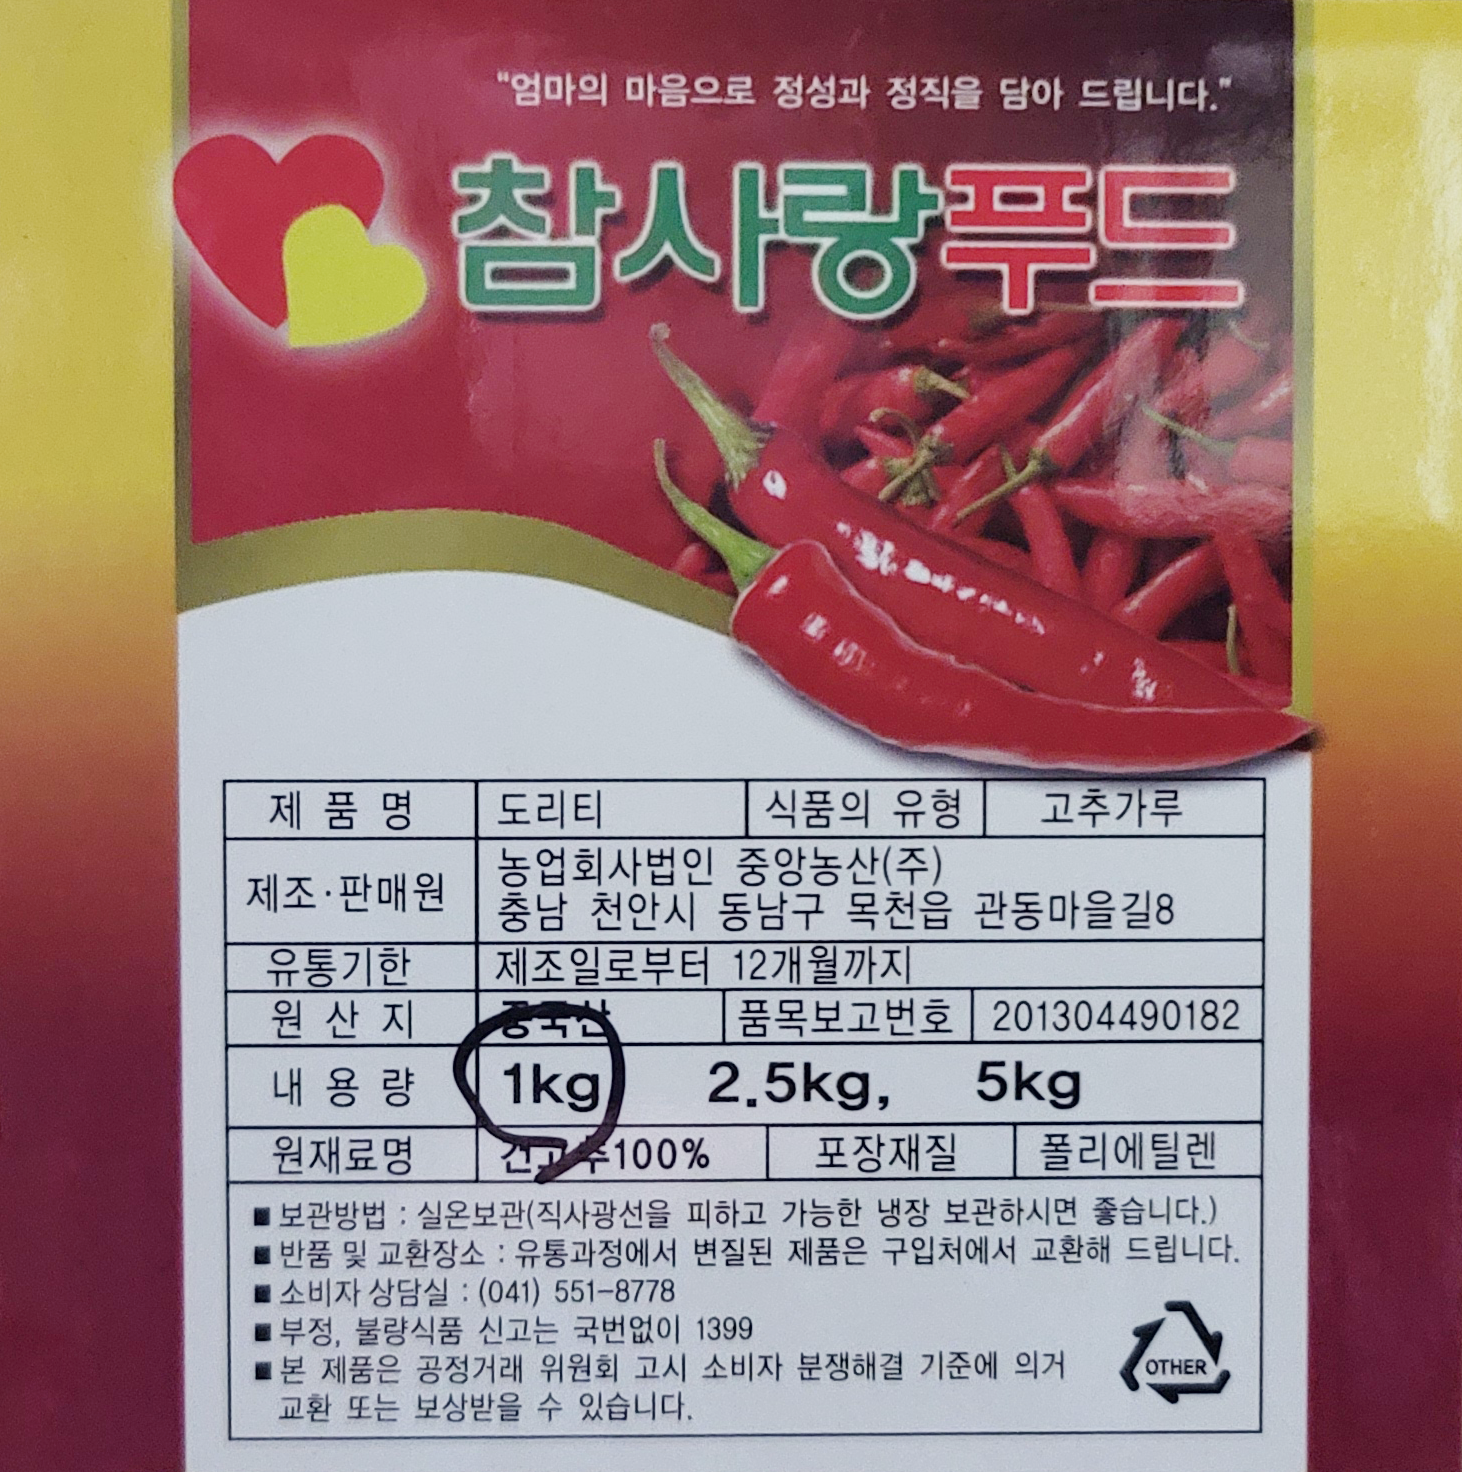 "엄마의 마음으로 정성과 정직을 담아 드립니다."
참사랑푸드
제 품 명 도리티 식품의 유형 고추가루
제조·판매원 농업회사법인 중앙농산(주)
충남 천안시 동남구 목천읍 관동마을길8
유통기한 제조일로부터 12개월까지
원 산 지 중국산 품목보고번호 201304490182
내 용 량 1kg 2.5kg, 5kg
원재료명 건고추100% 포장재질 폴리에틸렌
■ 보관방법 : 실온보관(직사광선을 피하고 가능한 냉장 보관하시면 좋습니다.)
■ 반품 및 교환장소 : 유통과정에서 변질된 제품은 구입처에서 교환해 드립니다.
■ 소비자 상담실 : (041) 551-8778
■ 부정, 불량식품 신고는 국번없이 1399
■ 본 제품은 공정거래 위원회 고시 소비자 분쟁해결 기준에 의거
교환 또는 보상받을 수 있습니다.
OTHER